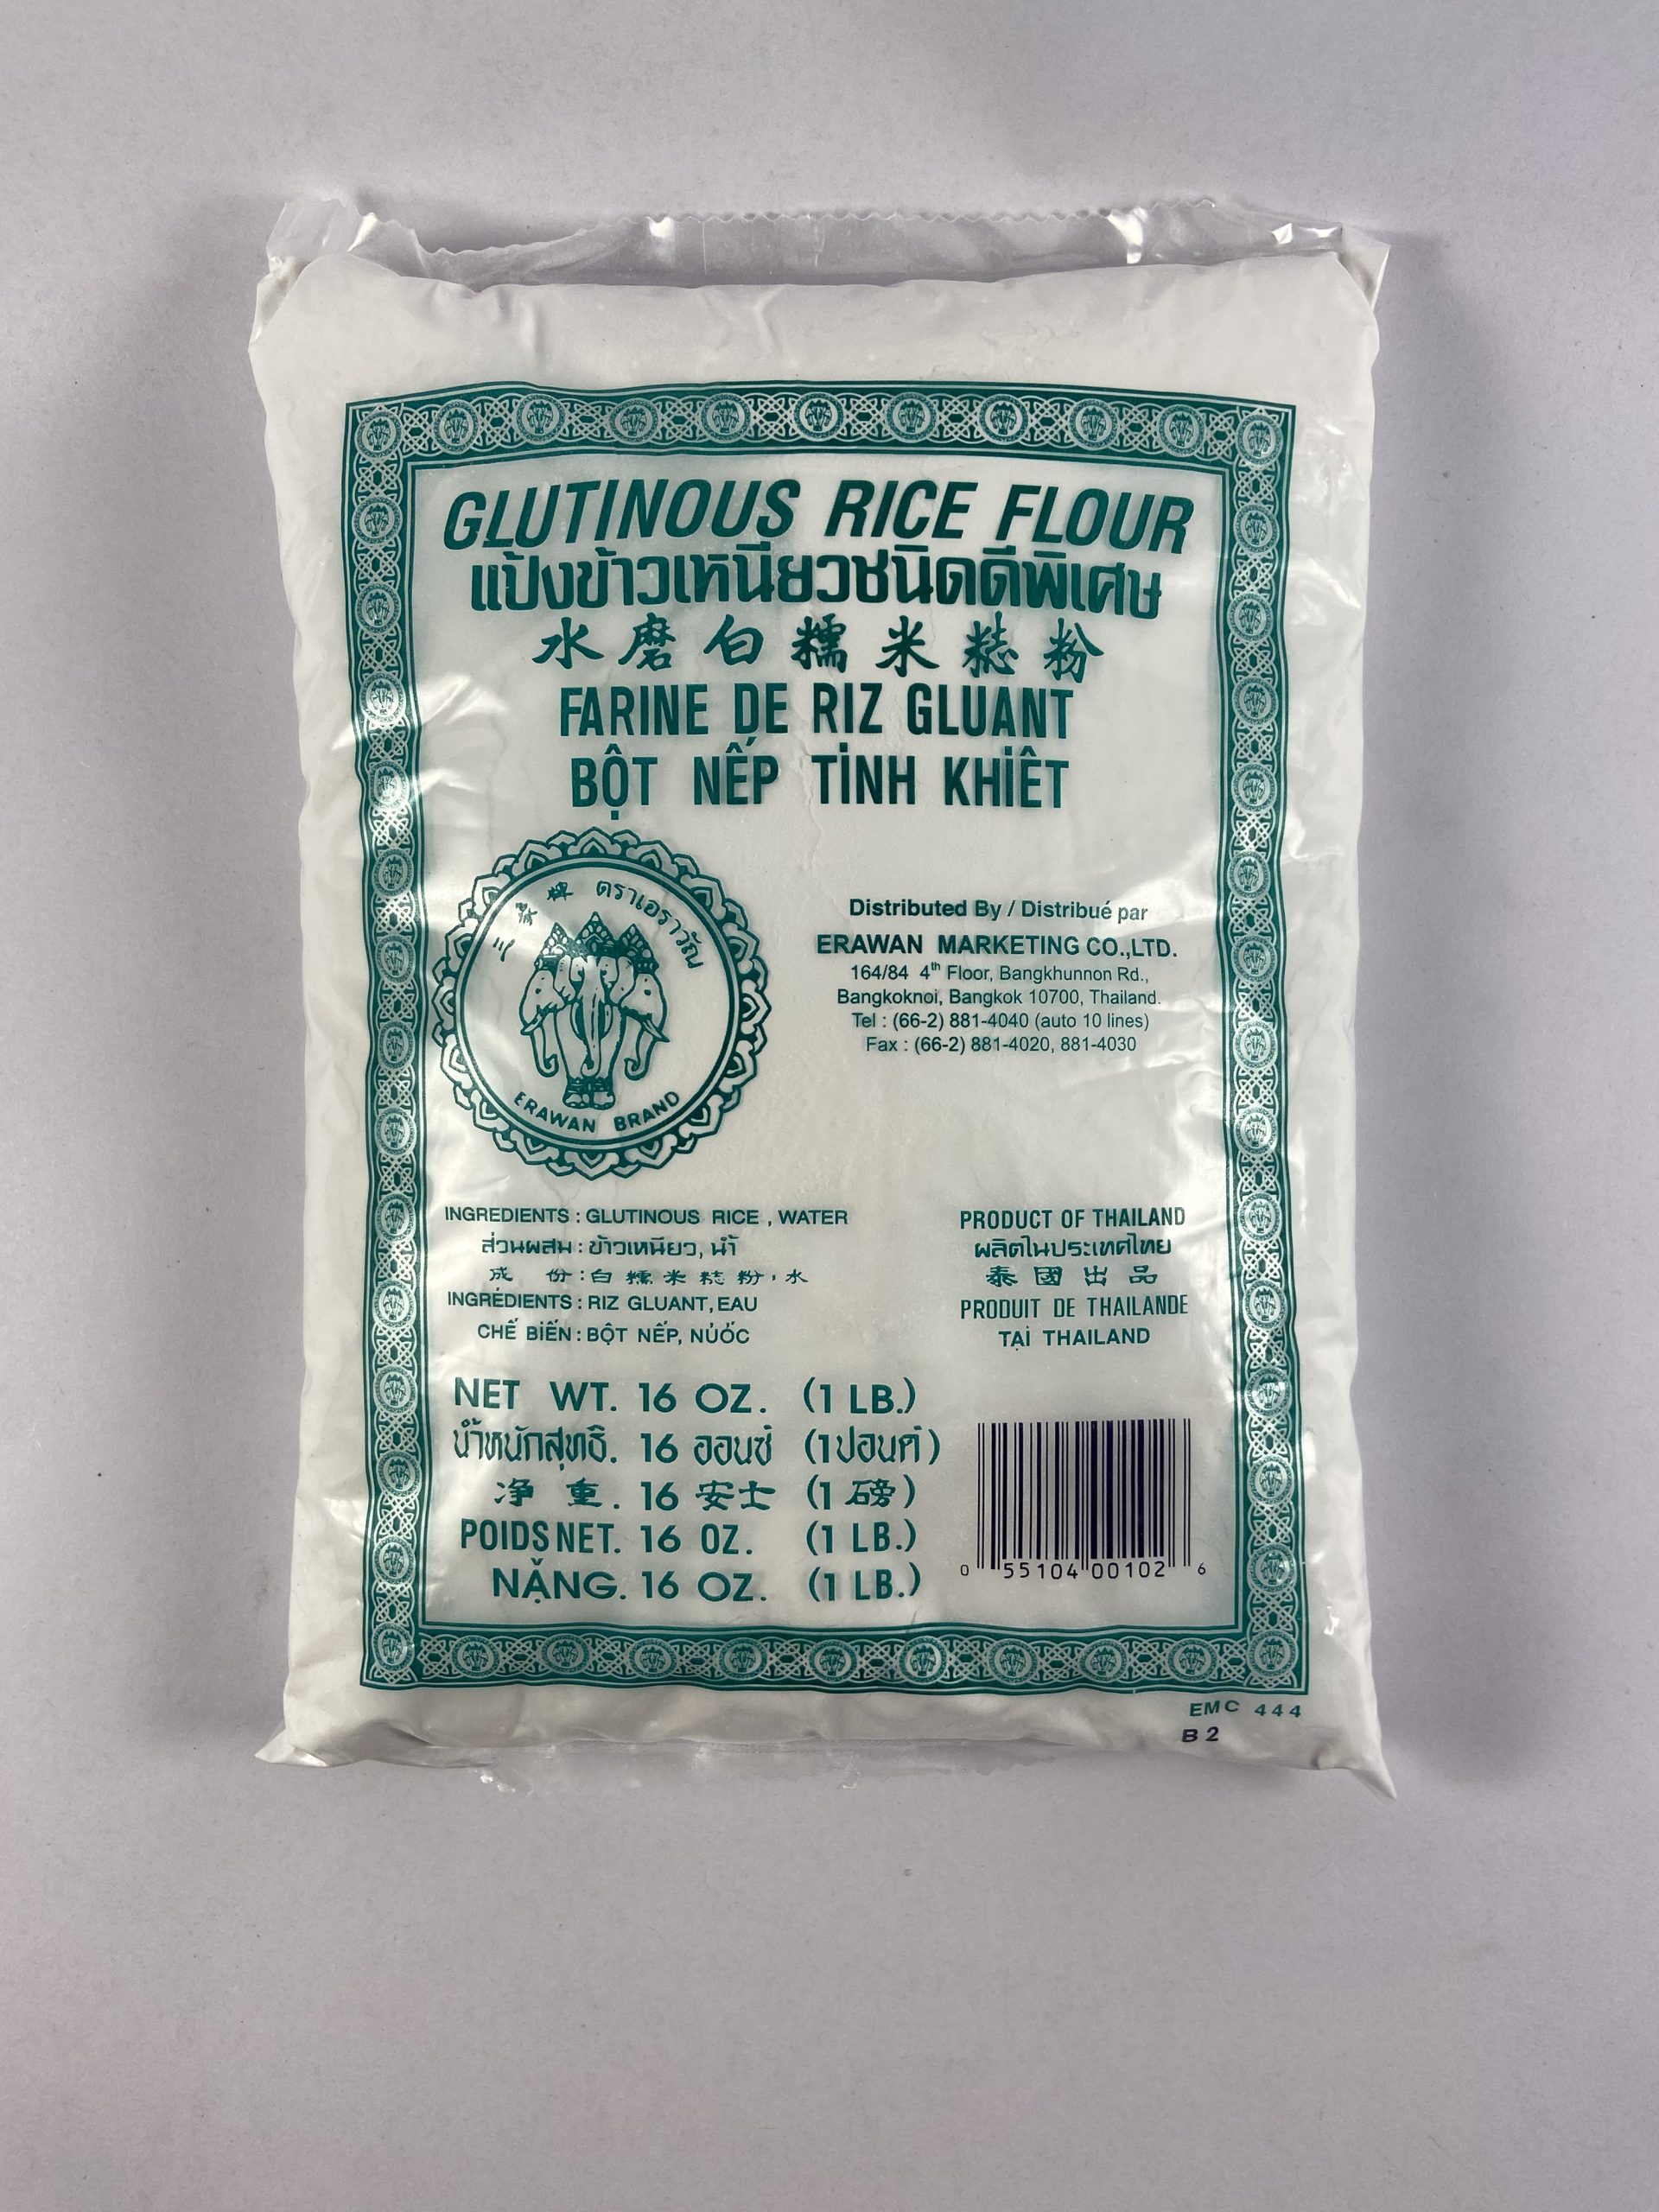 GLUTINOUS RICE FLOUR
แป้งข้าวเหนียวชนิดดีพิเศษ
水磨白糯米粉
FARINE DE RIZ GLUANT
BỘT NẾP TINH KHIẾT
三象牌 ตราเอราวัณ
ERAWAN BRAND
Distributed By / Distribué par
ERAWAN MARKETING CO.,LTD.
164/84 4th Floor, Bangkhunnon Rd.,
Bangkoknoi, Bangkok 10700, Thailand.
Tel : (66-2) 881-4040 (auto 10 lines)
Fax : (66-2) 881-4020, 881-4030
INGREDIENTS : GLUTINOUS RICE , WATER
ส่วนผสม : ข้าวเหนียว, น้ำ
成 份 : 白糯米粉,水
INGRÉDIENTS : RIZ GLUANT, EAU
CHẾ BIẾN : BỘT NẾP, NƯỚC
PRODUCT OF THAILAND
ผลิตในประเทศไทย
泰國出品
PRODUIT DE THAILANDE
TẠI THAILAND
NET WT. 16 OZ. (1 LB.)
น้ำหนักสุทธิ. 16 ออนซ์ (1ปอนด์)
净 重. 16 安士 (1 磅)
POIDS NET. 16 OZ. (1 LB.)
NẶNG. 16 OZ. (1 LB.)
0 55104 00102 6
EMC 444
B 2